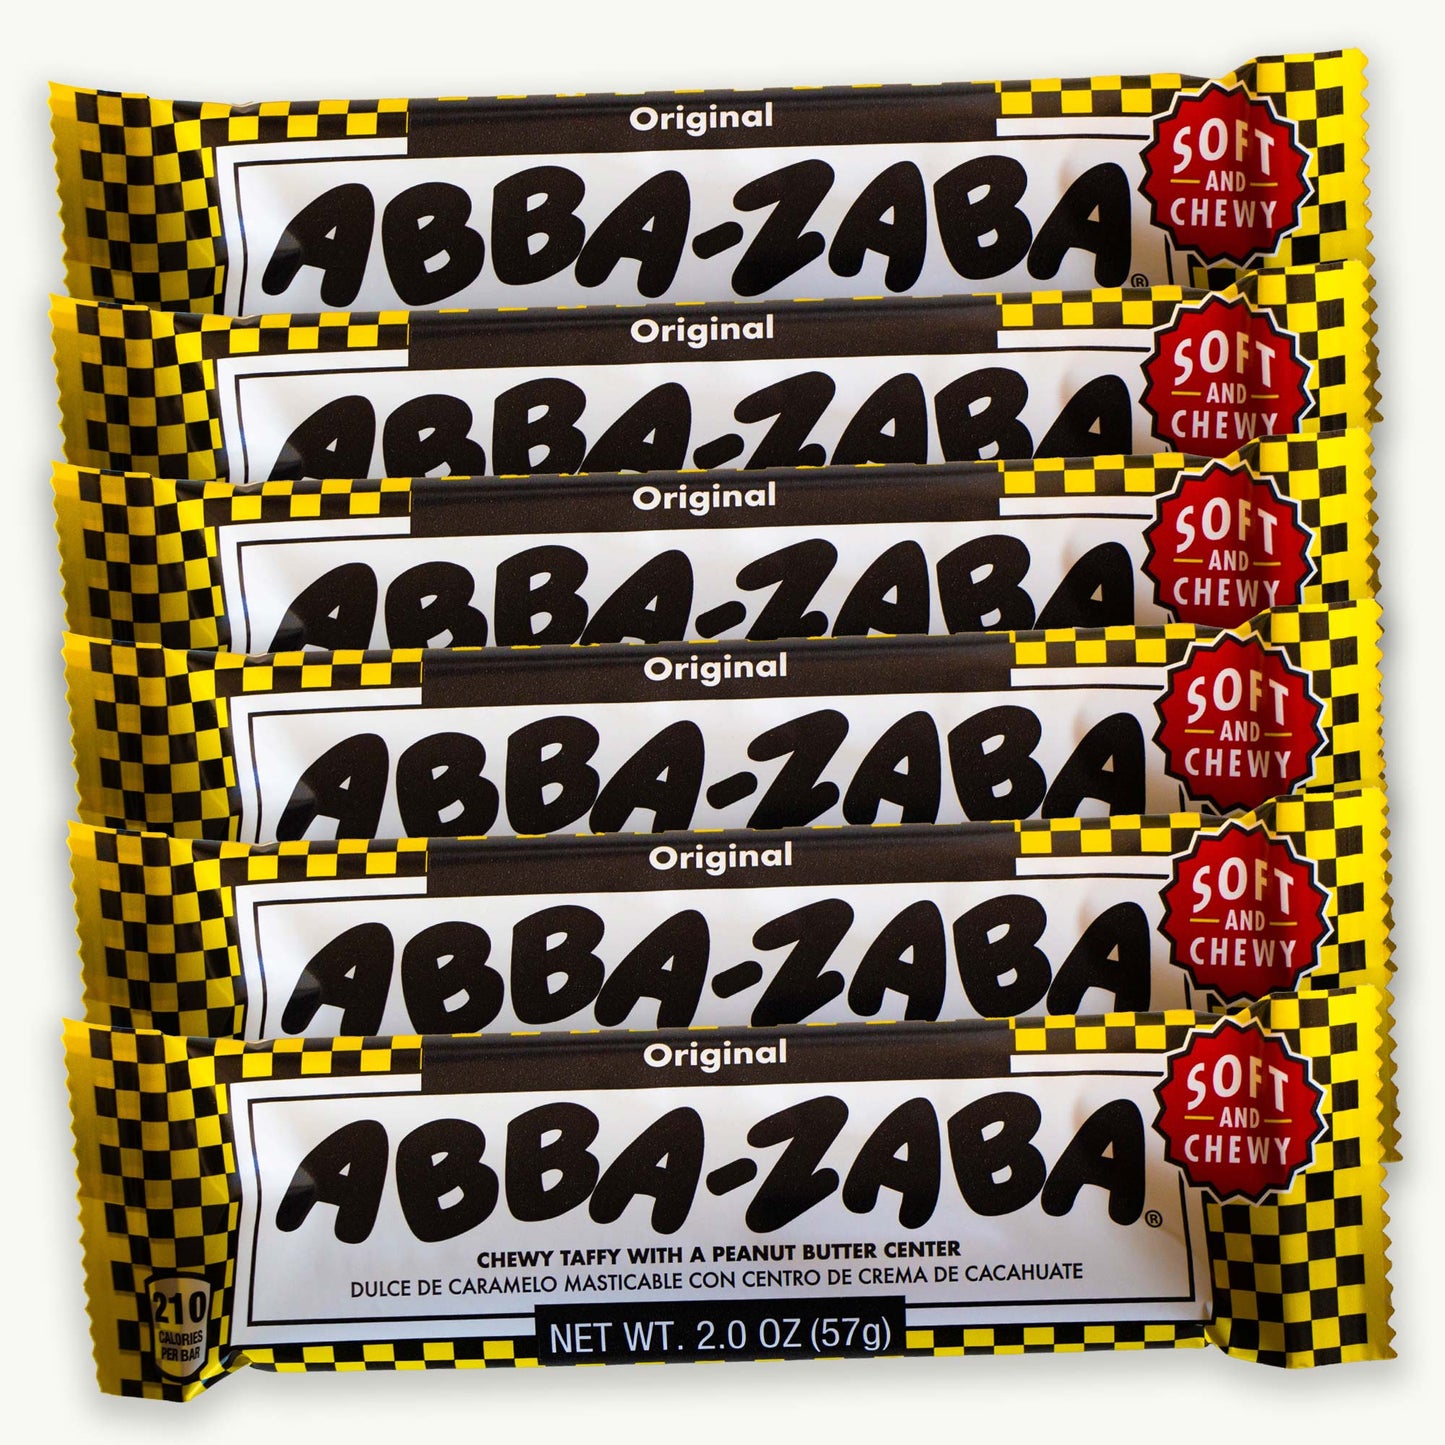 Original
ABBA-ZABA®
SOFT
AND
CHEWY
Original
ABBA-ZABA
SOFT
AND
CHEWY
Original
ABBA-ZABA
SOFT
AND
CHEWY
Original
ABBA-ZABA
SOFT
AND
CHEWY
Original
ABBA-ZABA
SOFT
AND
CHEWY
Original
ABBA-ZABA®
SOFT
AND
CHEWY
CHEWY TAFFY WITH A PEANUT BUTTER CENTER
DULCE DE CARAMELO MASTICABLE CON CENTRO DE CREMA DE CACAHUATE
210
CALORIES
PER BAR
NET WT. 2.0 OZ (57g)